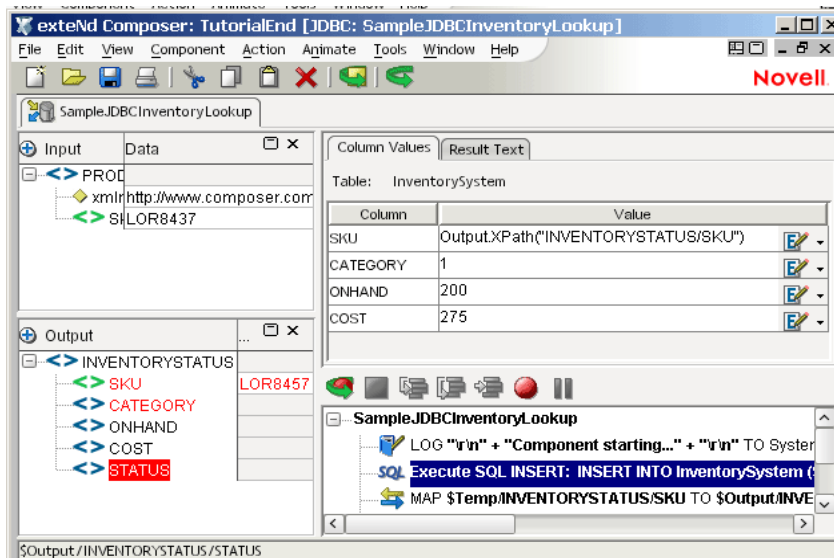 exteNd Composer: TutorialEnd [JDBC: SampleJDBCInventoryLookup]
File Edit View Component Action Animate Tools Window Help
Novell.
SampleJDBCInventoryLookup
Input Data
PROD
xmln http://www.composer.com
SK LOR8437
Column Values Result Text
Table: InventorySystem
Column Value
SKU Output.XPath("INVENTORYSTATUS/SKU")
CATEGORY 1
ONHAND 200
COST 275
Output ...
INVENTORYSTATUS
SKU LOR8457
CATEGORY
ONHAND
COST
STATUS
SampleJDBCInventoryLookup
LOG "\r\n" + "Component starting..." + "\r\n" TO System
SQL Execute SQL INSERT: INSERT INTO InventorySystem (
MAP $Temp/INVENTORYSTATUS/SKU TO $Output/INVE
$Output/INVENTORYSTATUS/STATUS